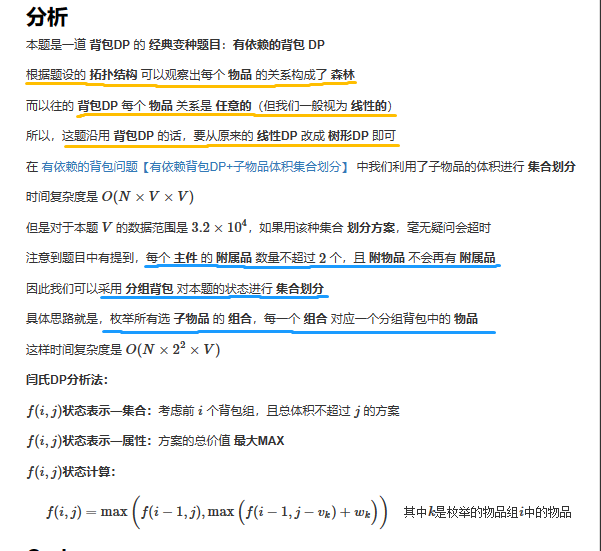 分析
本题是一道 背包DP 的 经典变种题目：有依赖的背包 DP
根据题设的 拓扑结构 可以观察出每个 物品 的关系构成了 森林
而以往的 背包DP 每个 物品 关系是 任意的（但我们一般视为 线性的）
所以，这题沿用 背包DP 的话，要从原来的 线性DP 改成 树形DP 即可
在 有依赖的背包问题【有依赖背包DP+子物品体积集合划分】 中我们利用了子物品的体积进行 集合划分
时间复杂度是 O(N × V × V)
但是对于本题 V 的数据范围是 3.2 × 10⁴，如果用该种集合 划分方案，毫无疑问会超时
注意到题目中有提到，每个 主件 的 附属品 数量不超过 2 个，且 附物品 不会再有 附属品
因此我们可以采用 分组背包 对本题的状态进行 集合划分
具体思路就是，枚举所有选 子物品 的 组合，每一个 组合 对应一个分组背包中的 物品
这样时间复杂度是 O(N × 2² × V)
闫氏DP分析法：
f(i, j)状态表示—集合：考虑前 i 个背包组，且总体积不超过 j 的方案
f(i, j)状态表示—属性：方案的总价值 最大MAX
f(i, j)状态计算：
f(i, j) = max(f(i − 1, j), max(f(i − 1, j − vₖ) + wₖ)) 其中k是枚举的物品组i中的物品